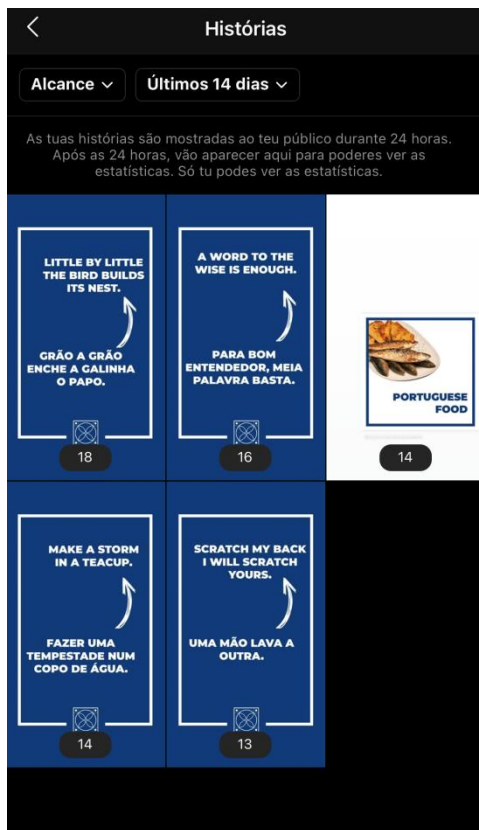 Histórias
Alcance
Últimos 14 dias
As tuas histórias são mostradas ao teu público durante 24 horas.
Após as 24 horas, vão aparecer aqui para poderes ver as
estatísticas. Só tu podes ver as estatísticas.
LITTLE BY LITTLE
THE BIRD BUILDS
ITS NEST.
GRÃO A GRÃO
ENCHE A GALINHA
O PAPO.
18
A WORD TO THE
WISE IS ENOUGH.
PARA BOM
ENTENDEDOR, MEIA
PALAVRA BASTA.
16
PORTUGUESE
FOOD
14
MAKE A STORM
IN A TEACUP.
FAZER UMA
TEMPESTADE NUM
COPO DE ÁGUA.
14
SCRATCH MY BACK
I WILL SCRATCH
YOURS.
UMA MÃO LAVA A
OUTRA.
13